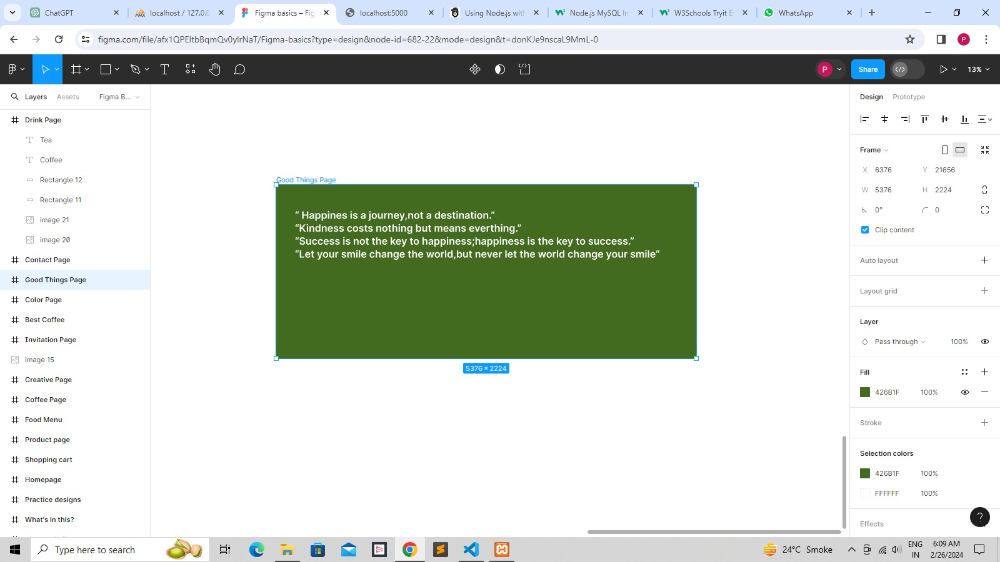 ChatGPT
localhost / 127.0.0
Figma basics – Fig
localhost:5000
Using Node.js with
Node.js MySQL In
W3Schools Tryit E
WhatsApp
figma.com/file/afx1QPEItbBqmQv0ylrNaT/Figma-basics?type=design&node-id=682-22&mode=design&t=donKJe9nscaL9MmL-0
P
P
Share
13%
Layers
Assets
Figma B...
Design
Prototype
Drink Page
Tea
Coffee
Rectangle 12
Rectangle 11
image 21
image 20
Contact Page
Good Things Page
Color Page
Best Coffee
Invitation Page
image 15
Creative Page
Coffee Page
Food Menu
Product page
Shopping cart
Homepage
Practice designs
What's in this?
Good Things Page
“ Happines is a journey,not a destination.”
“Kindness costs nothing but means everthing.”
“Success is not the key to happiness;happiness is the key to success.”
“Let your smile change the world,but never let the world change your smile”
5376 × 2224
Frame
X 6376 Y 21656
W 5376 H 2224
0° 0
Clip content
Auto layout
Layout grid
Layer
Pass through 100%
Fill
426B1F 100%
Stroke
Selection colors
426B1F 100%
FFFFFF 100%
Effects
?
Type here to search
24°C Smoke
ENG
IN
6:09 AM
2/26/2024